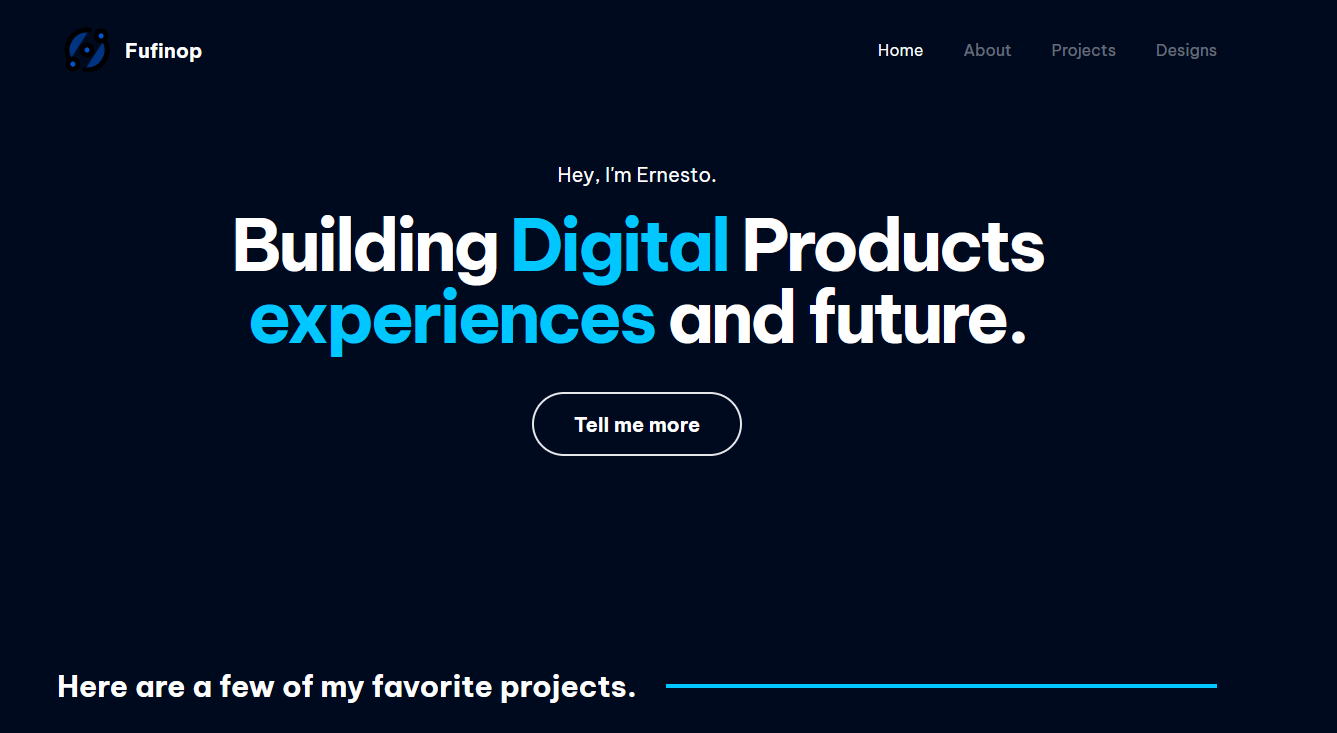 Fufinop
Home About Projects Designs
Hey, I'm Ernesto.
Building Digital Products
experiences and future.
Tell me more
Here are a few of my favorite projects.